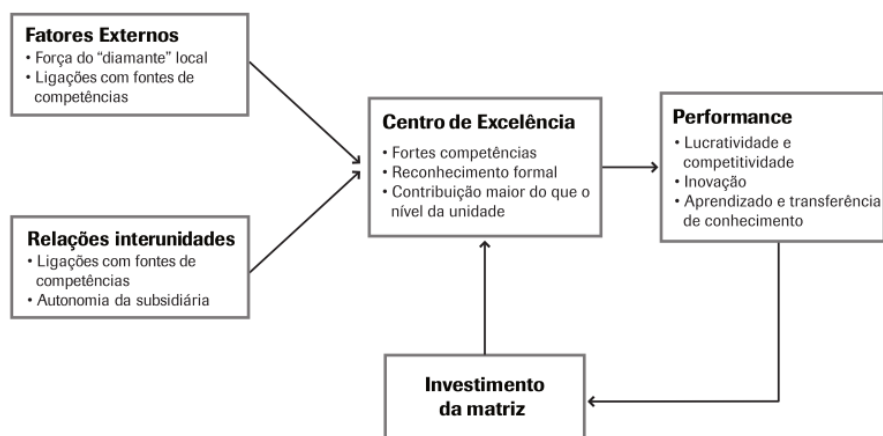 Fatores Externos
• Força do “diamante” local
• Ligações com fontes de
competências
Relações interunidades
• Ligações com fontes de
competências
• Autonomia da subsidiária
Centro de Excelência
• Fortes competências
• Reconhecimento formal
• Contribuição maior do que o
nível da unidade
Performance
• Lucratividade e
competitividade
• Inovação
• Aprendizado e transferência
de conhecimento
Investimento
da matriz